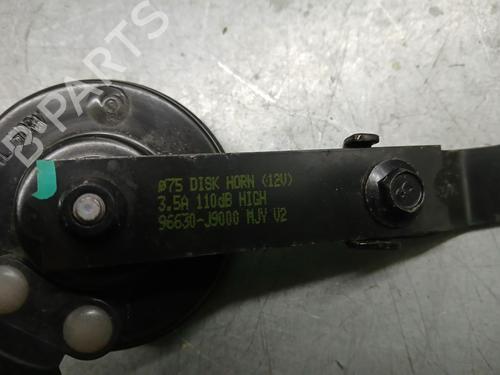 B-PARTS
ø75 DISK HORN (12V)
3.5A 110dB HIGH
96630-J9000 MJY V2